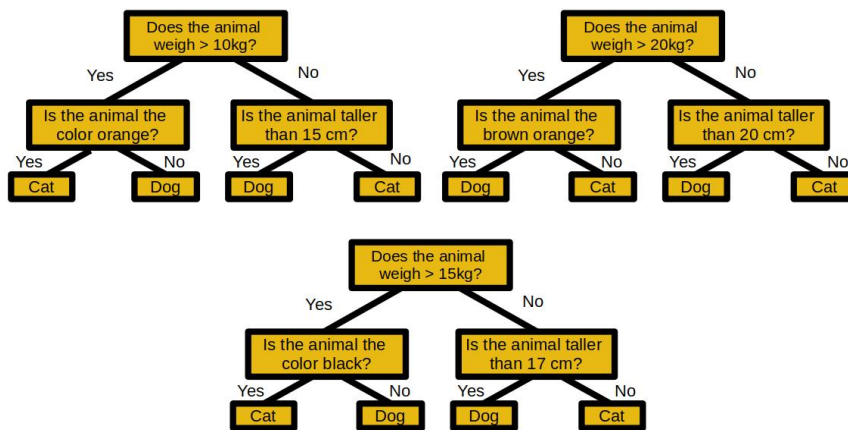 Does the animal
weigh > 10kg?
Yes
No
Is the animal the
color orange?
Is the animal taller
than 15 cm?
Yes
No
Yes
No
Cat
Dog
Dog
Cat
Does the animal
weigh > 20kg?
Yes
No
Is the animal the
brown orange?
Is the animal taller
than 20 cm?
Yes
No
Yes
No
Dog
Cat
Dog
Cat
Does the animal
weigh > 15kg?
Yes
No
Is the animal the
color black?
Is the animal taller
than 17 cm?
Yes
No
Yes
No
Cat
Dog
Dog
Cat